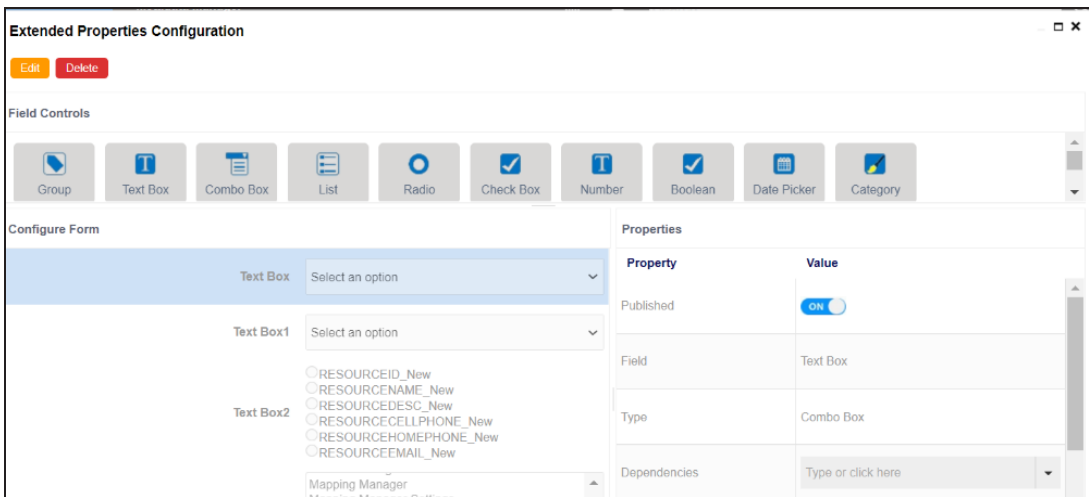 Extended Properties Configuration
Edit Delete
Field Controls
Group Text Box Combo Box List Radio Check Box Number Boolean Date Picker Category
Configure Form
Properties
Property Value
Text Box Select an option
Published ON
Text Box1 Select an option
Field Text Box
Text Box2
RESOURCEID_New
RESOURCENAME_New
RESOURCEDESC_New
RESOURCECELLPHONE_New
RESOURCEHOMEPHONE_New
RESOURCEEMAIL_New
Type Combo Box
Dependencies Type or click here
Mapping Manager
Mapping Manager Settings